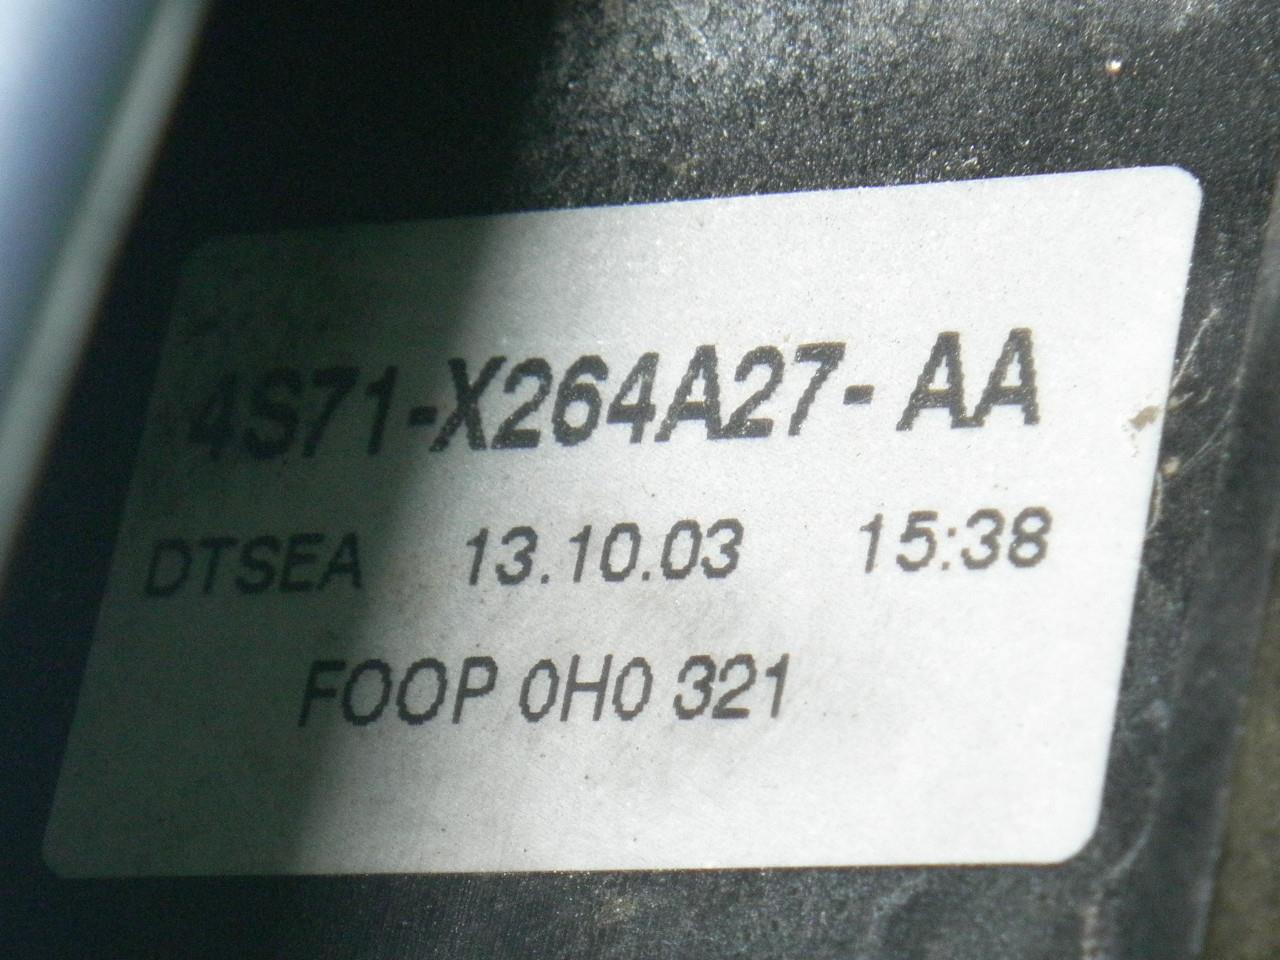 4S71-X264A27-AA
DTSEA 13.10.03 15:38
FOOP 0H0 321